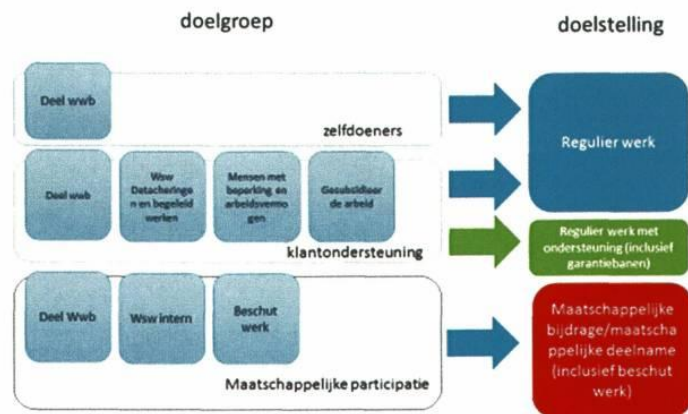 doelgroep
doelstelling
Deel wwb
zelfdoeners
Regulier werk
Deel wwb
Wsw
Datacheringe
n en begeleid
werken
Mensen met
beperking en
arbeidsvermo
gen
Gesubsidieer
de arbeid
klantondersteuning
Regulier werk met
ondersteuning (inclusief
garantiebanen)
Deel Wwb
Wsw intern
Beschut
werk
Maatschappelijke participatie
Maatschappelijke
bijdrage/maatscha
ppelijke deelname
(inclusief beschut
werk)